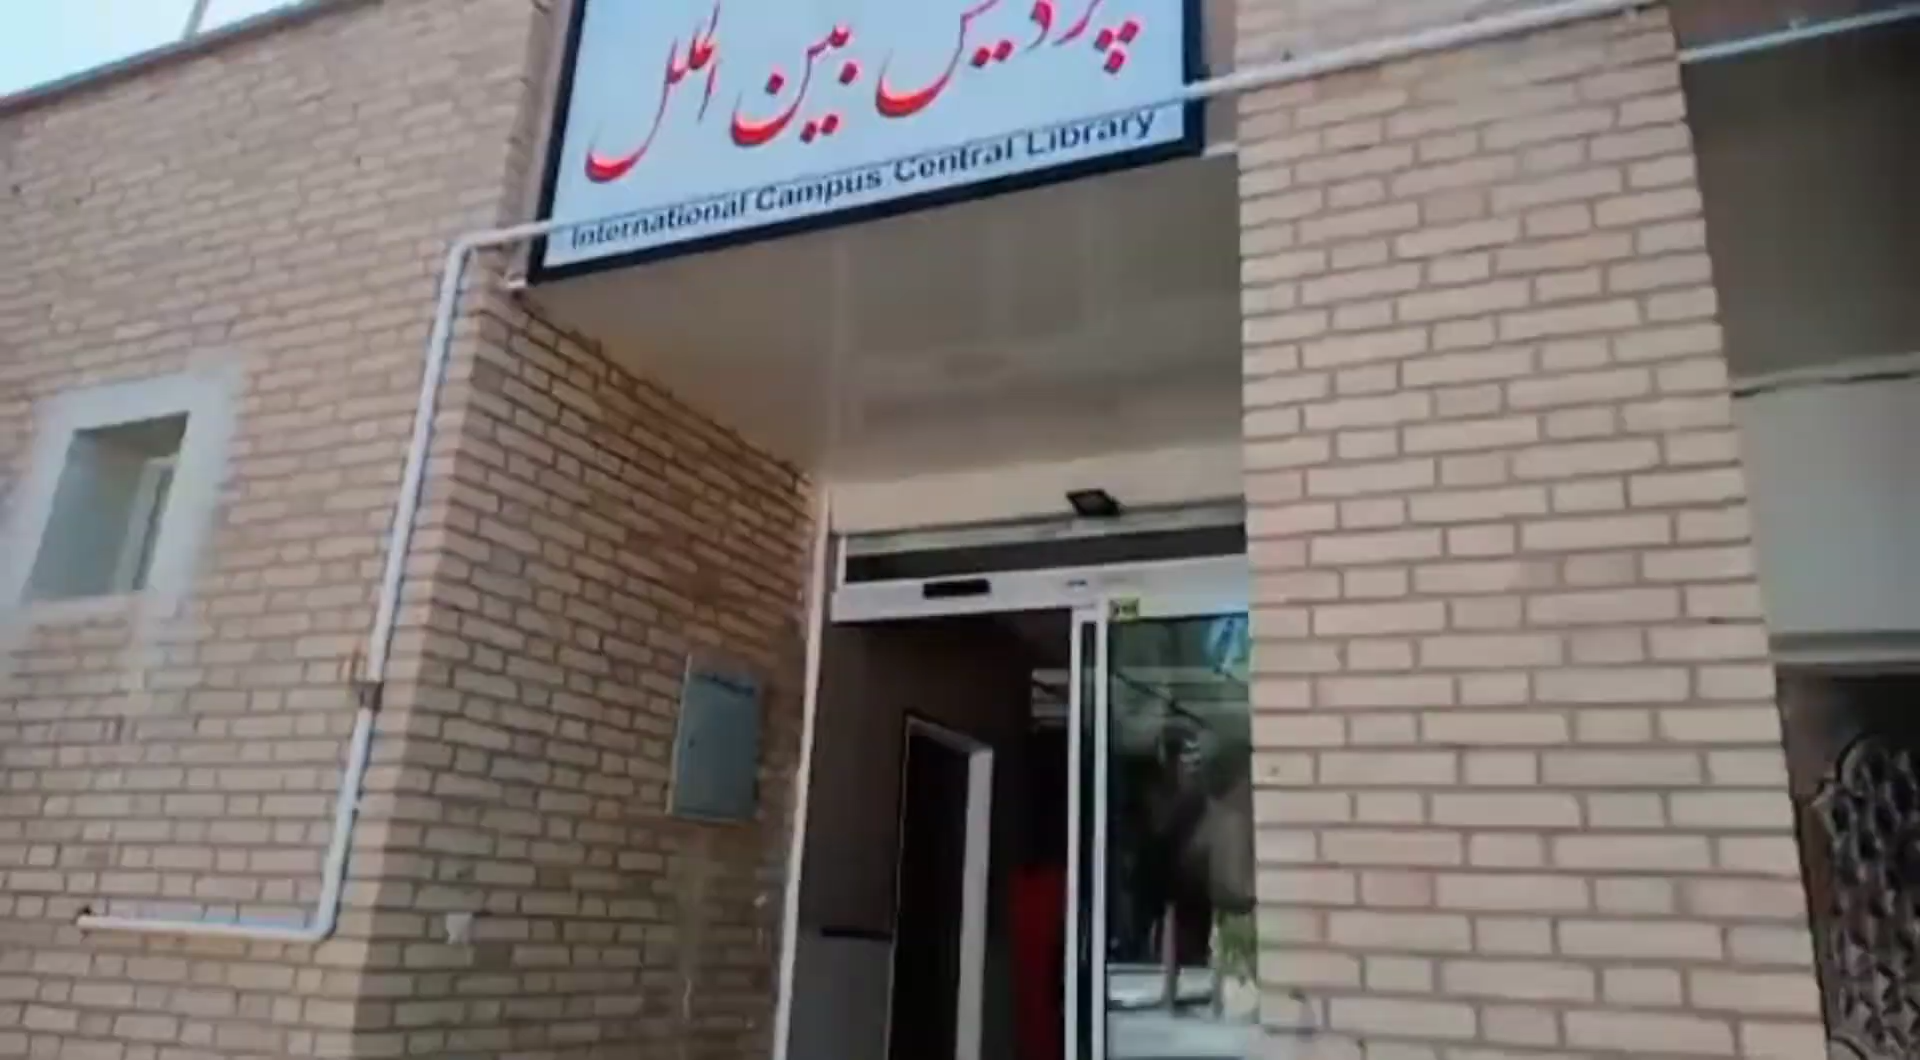 پردیس بین الملل
International Campus Central Library